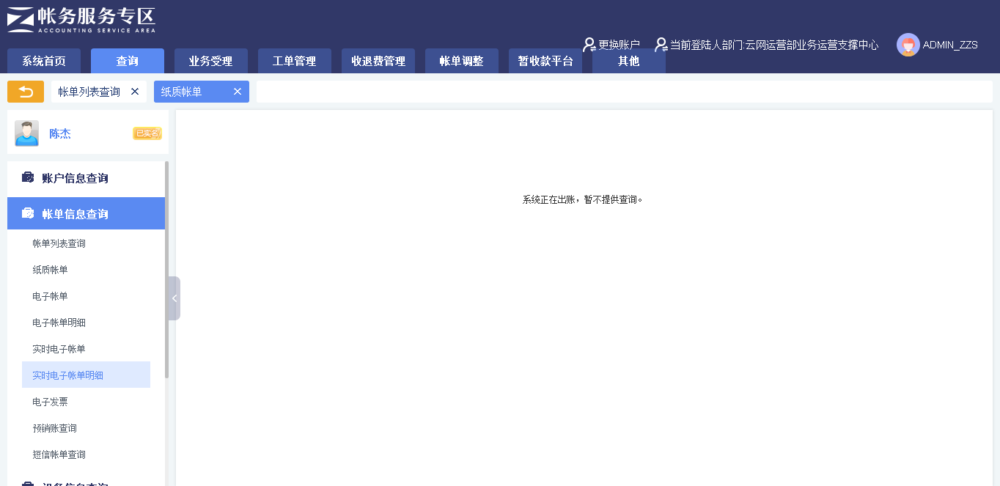 帐务服务专区
ACCOUNTING SERVICE AREA
更换账户
当前登陆人部门:云网运营部业务运营支撑中心
ADMIN_ZZS
系统首页
查询
业务受理
工单管理
收退费管理
帐单调整
暂收款平台
其他
帐单列表查询
纸质帐单
陈杰
已实名
系统正在出账，暂不提供查询。
账户信息查询
帐单信息查询
帐单列表查询
纸质帐单
电子帐单
电子帐单明细
实时电子帐单
实时电子帐单明细
电子发票
预销账查询
短信帐单查询